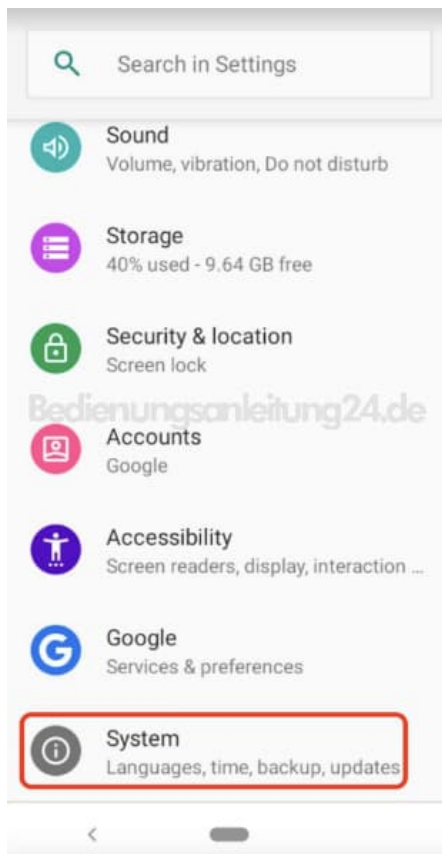 Search in Settings
Sound
Volume, vibration, Do not disturb
Storage
40% used - 9.64 GB free
Security & location
Screen lock
Bedienungsanleitung24.de
Accounts
Google
Accessibility
Screen readers, display, interaction ...
Google
Services & preferences
System
Languages, time, backup, updates